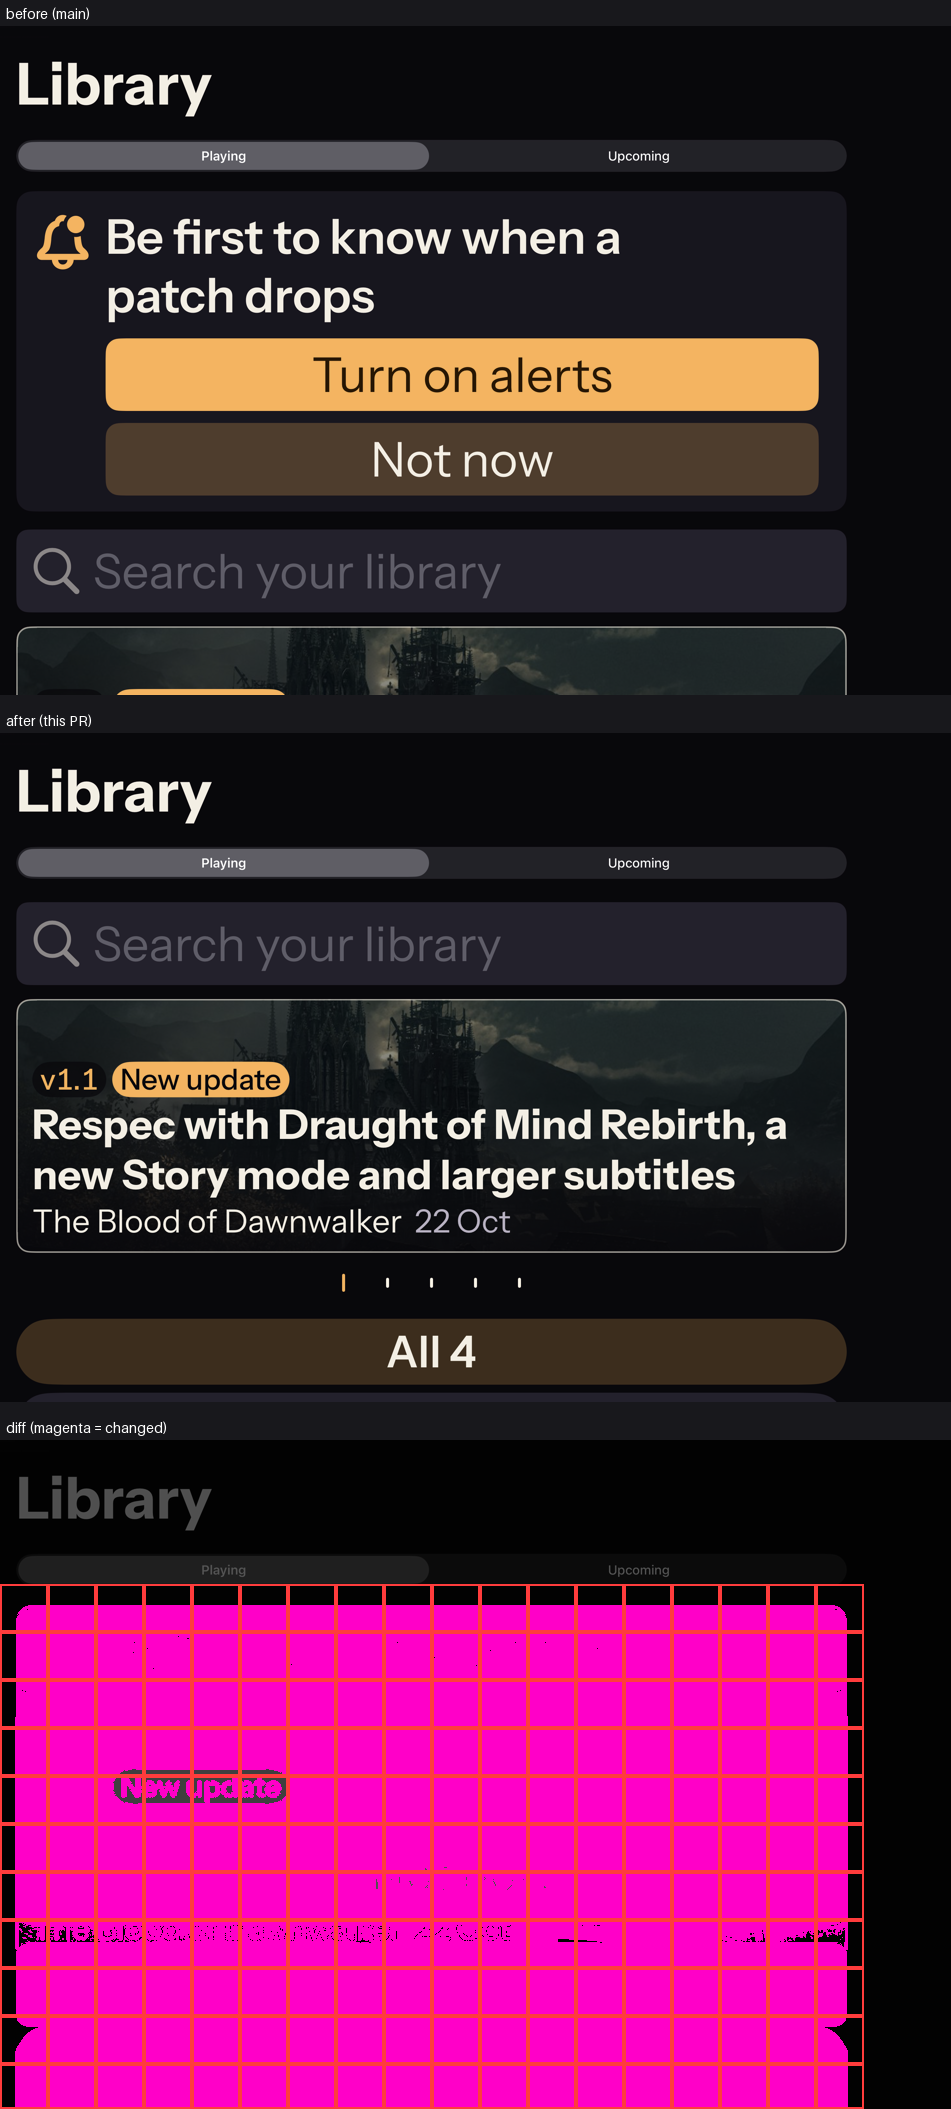 before (main)
Library
Playing
Upcoming
Be first to know when a
patch drops
Turn on alerts
Not now
Search your library
after (this PR)
Library
Playing
Upcoming
Search your library
v1.1
New update
Respec with Draught of Mind Rebirth, a
new Story mode and larger subtitles
The Blood of Dawnwalker 22 Oct
All 4
diff (magenta = changed)
Library
Playing
Upcoming
New update